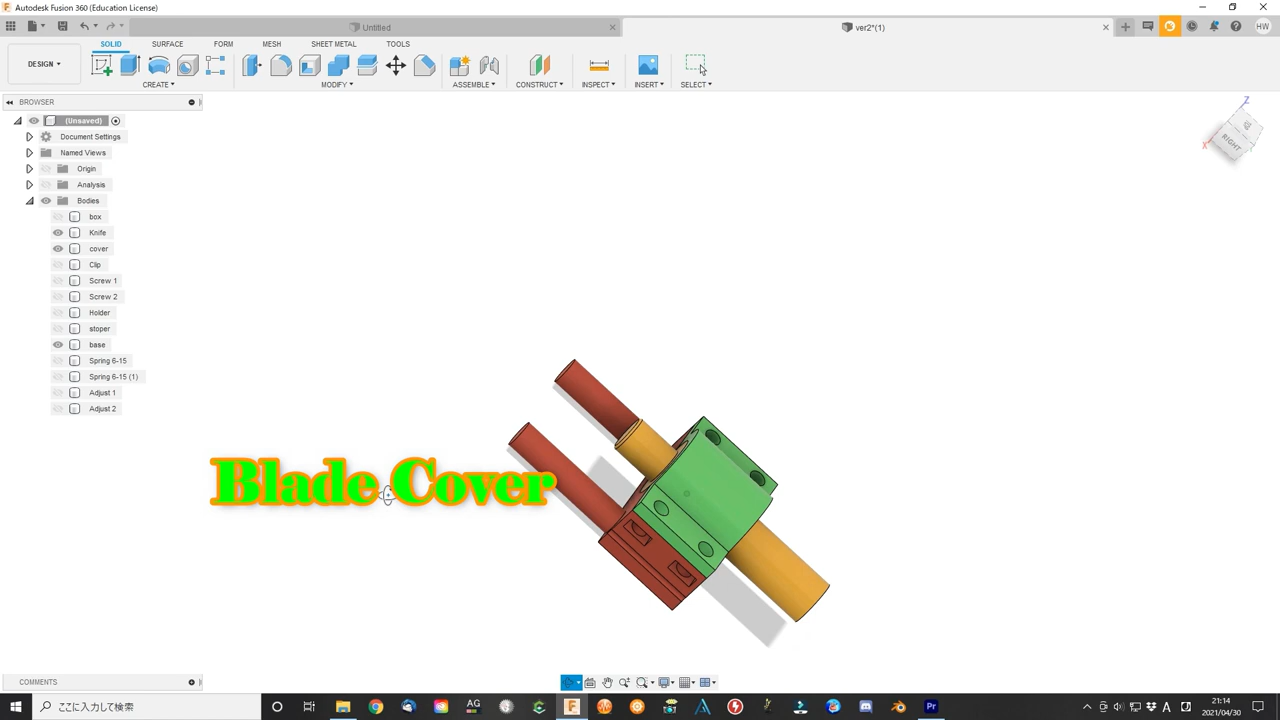 Autodesk Fusion 360 (Education License)
Untitled
ver2*(1)
HW
DESIGN
SOLID
SURFACE
FORM
MESH
SHEET METAL
TOOLS
CREATE
MODIFY
ASSEMBLE
CONSTRUCT
INSPECT
INSERT
SELECT
BROWSER
(Unsaved)
Document Settings
Named Views
Origin
Analysis
Bodies
box
Knife
cover
Clip
Screw 1
Screw 2
Holder
stoper
base
Spring 6-15
Spring 6-15 (1)
Adjust 1
Adjust 2
Z
X
RIGHT
Blade Cover
COMMENTS
ここに入力して検索
AG
Pr
A
21:14
2021/04/30